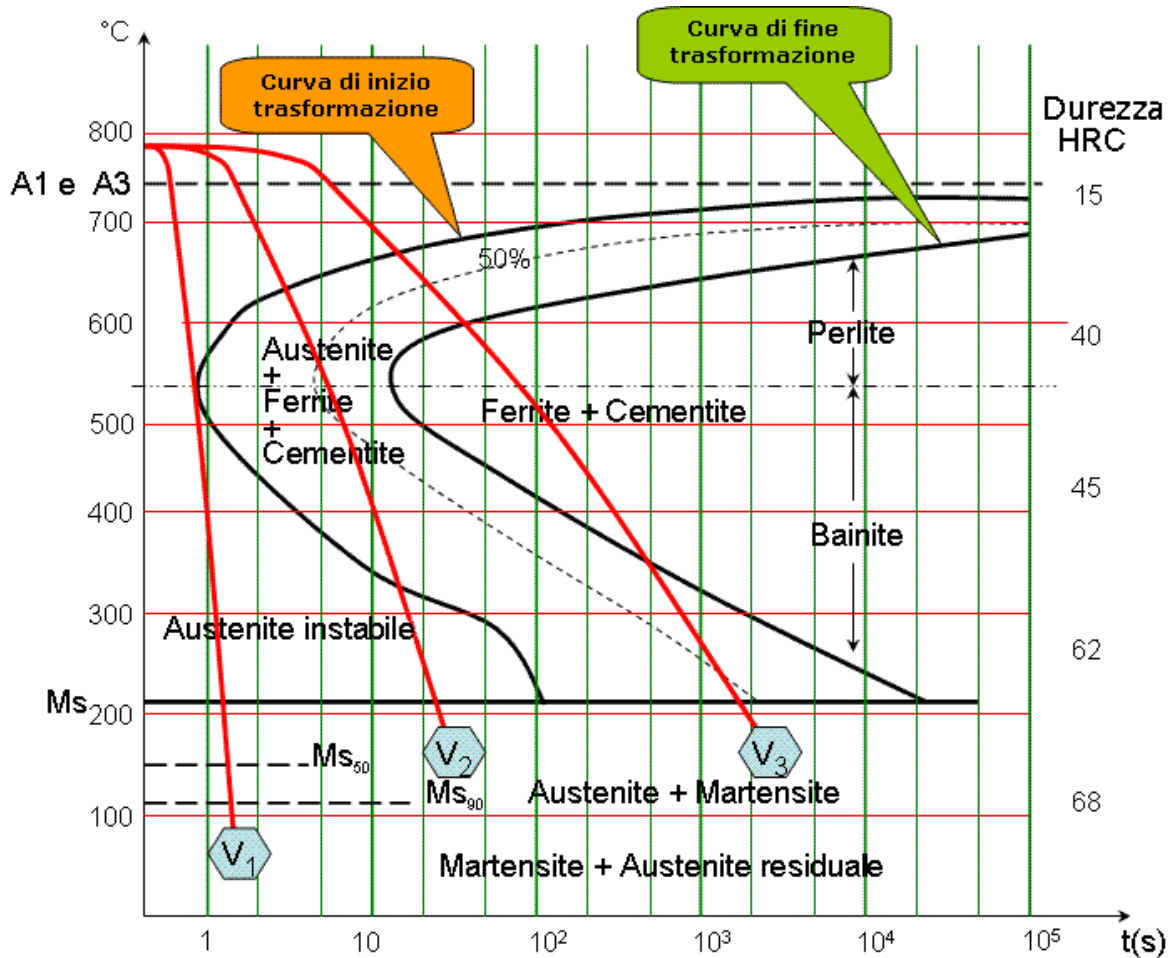 °C
Curva di inizio
trasformazione
Curva di fine
trasformazione
Durezza
HRC
800
A1 e A3
15
700
50%
600
40
Perlite
Austenite
+
Ferrite
+
Cementite
Ferrite + Cementite
500
45
400
Bainite
300
Austenite instabile
62
Ms
200
V₂
V₃
Ms₅₀
Ms₉₀
Austenite + Martensite
68
100
V₁
Martensite + Austenite residuale
1
10
10²
10³
10⁴
10⁵
t(s)